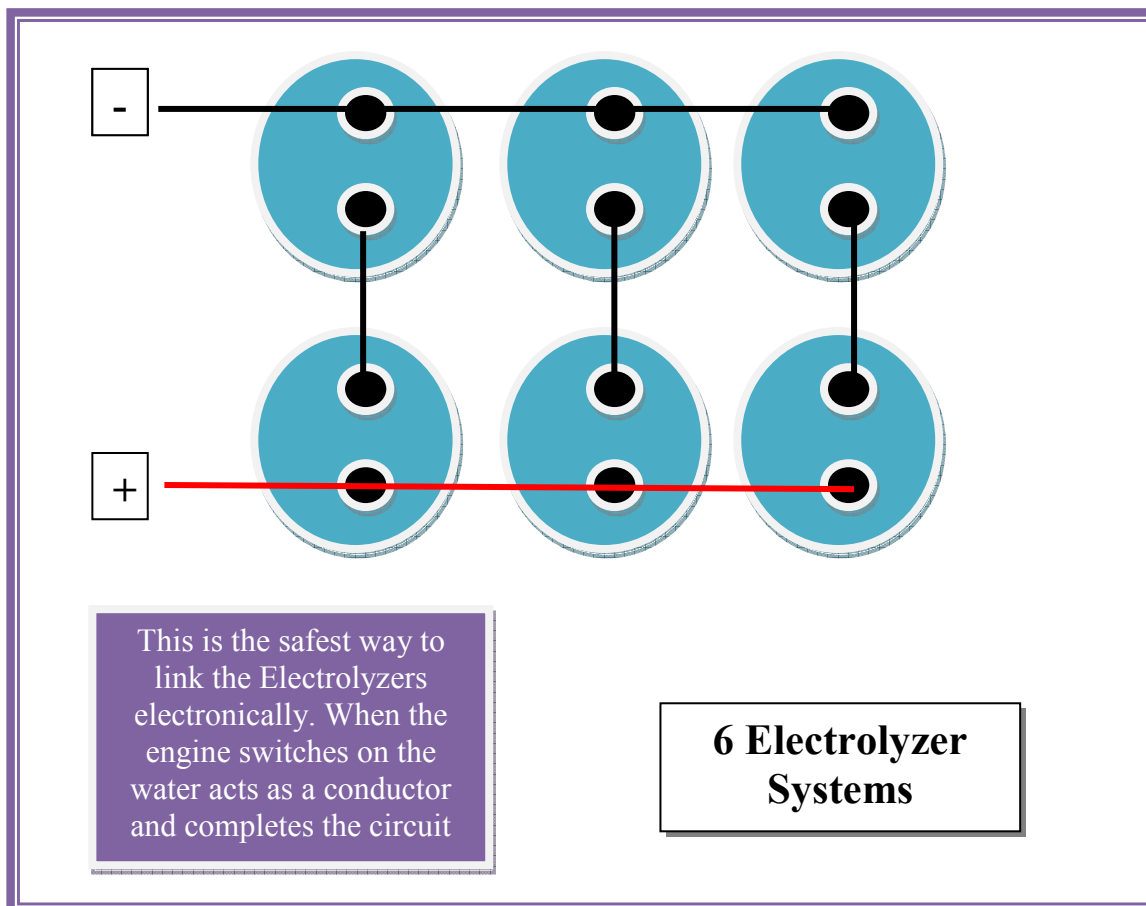 -
+
This is the safest way to
link the Electrolyzers
electronically. When the
engine switches on the
water acts as a conductor
and completes the circuit
6 Electrolyzer
Systems